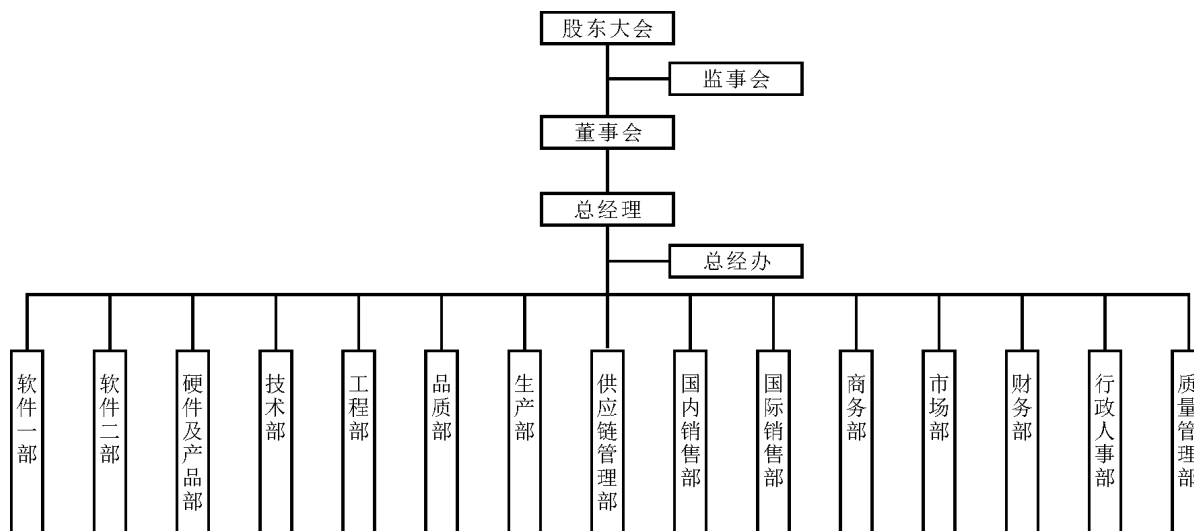 股东大会
监事会
董事会
总经理
总经办
软件一部
软件二部
硬件及产品部
技术部
工程部
品质部
生产部
供应链管理部
国内销售部
国际销售部
商务部
市场部
财务部
行政人事部
质量管理部